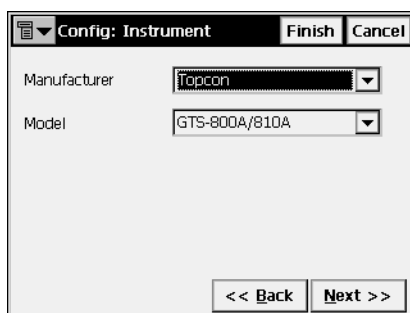 Config: Instrument Finish Cancel
Manufacturer Topcon
Model GTS-800A/810A
<< Back Next >>